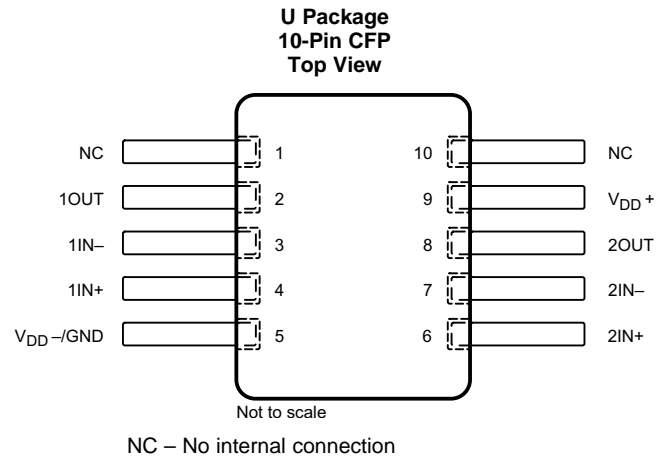 U Package
10-Pin CFP
Top View
NC 1 10 NC
1OUT 2 9 VDD +
1IN– 3 8 2OUT
1IN+ 4 7 2IN–
VDD –/GND 5 6 2IN+
Not to scale
NC – No internal connection